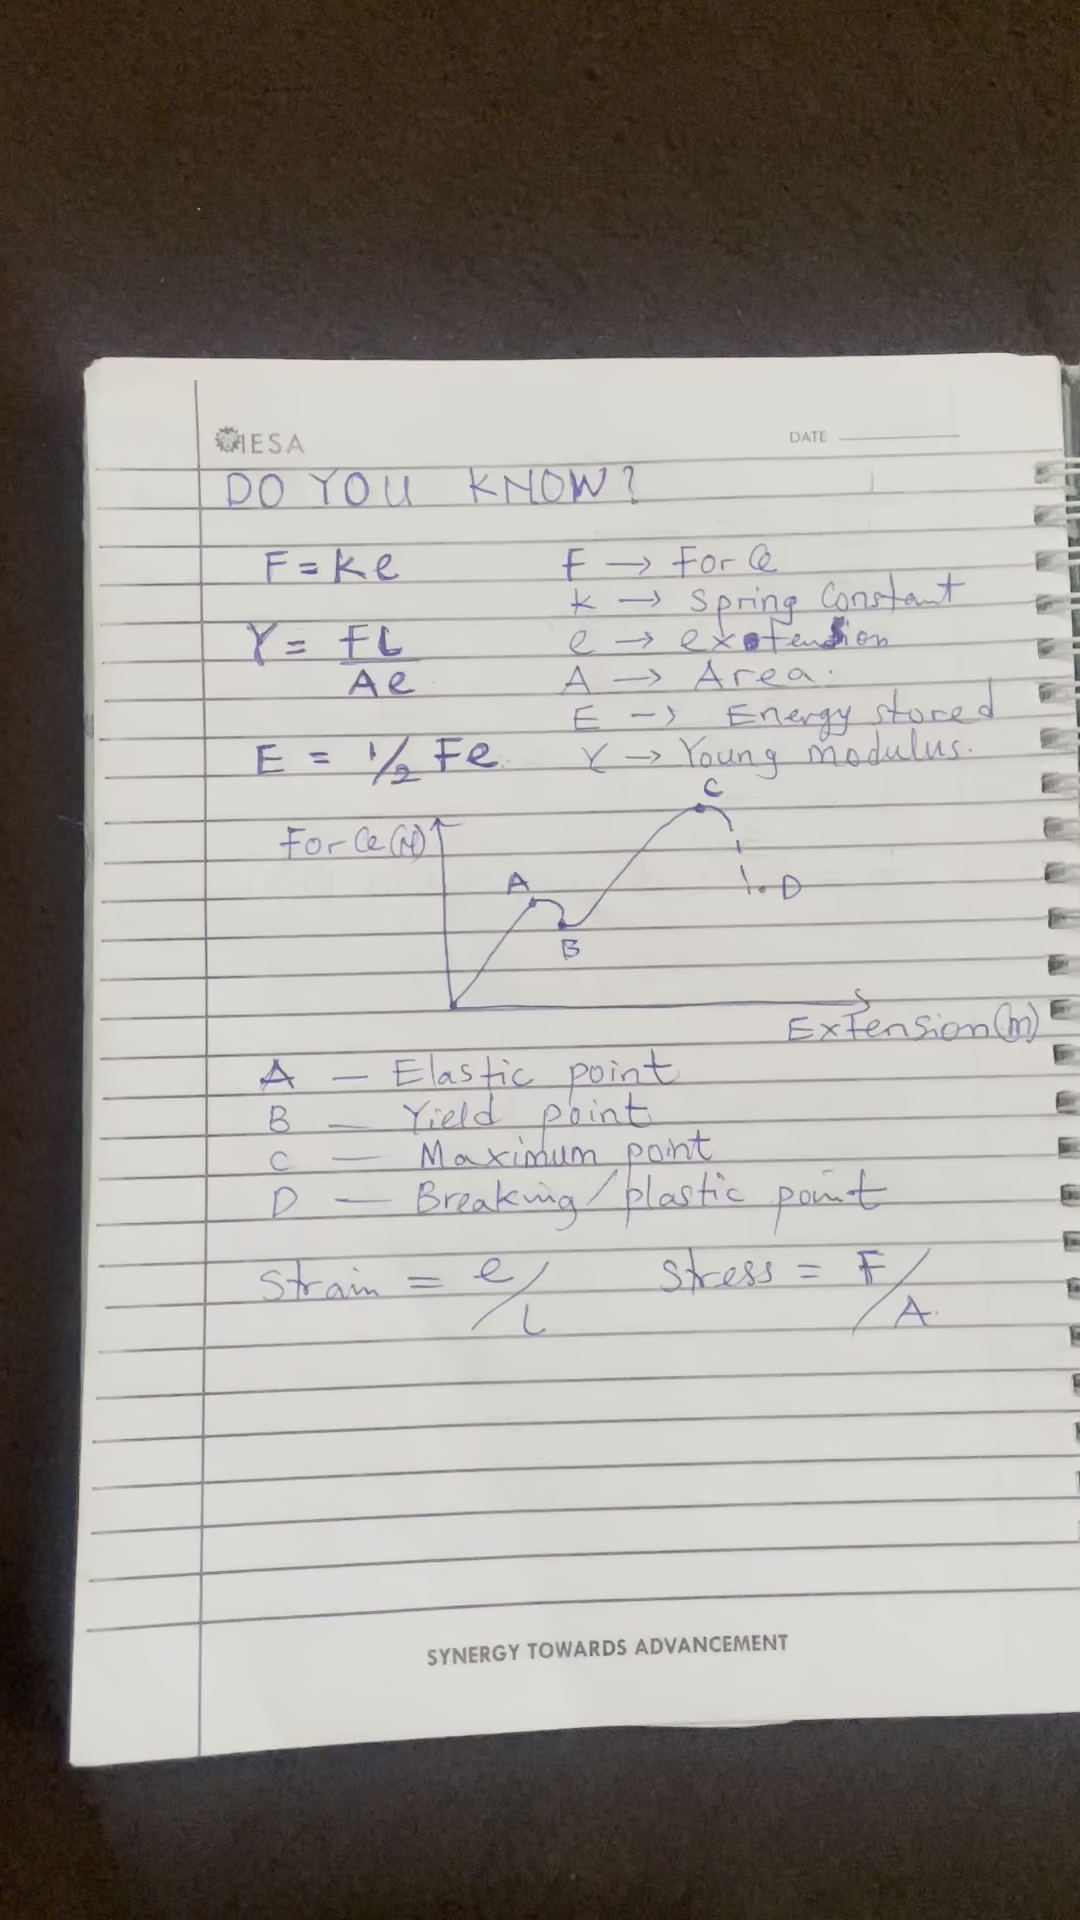 IESA DATE
DO YOU KNOW?
F = ke F → Force
k → Spring Constant
Y = FL/Ae e → extension
A → Area.
E → Energy stored
E = 1/2 Fe. Y → Young modulus.
C
Force (N)
A
D
B
Extension (m)
A — Elastic point
B — Yield point
C — Maximum point
D — Breaking/plastic point
Strain = e/L Stress = F/A.
SYNERGY TOWARDS ADVANCEMENT